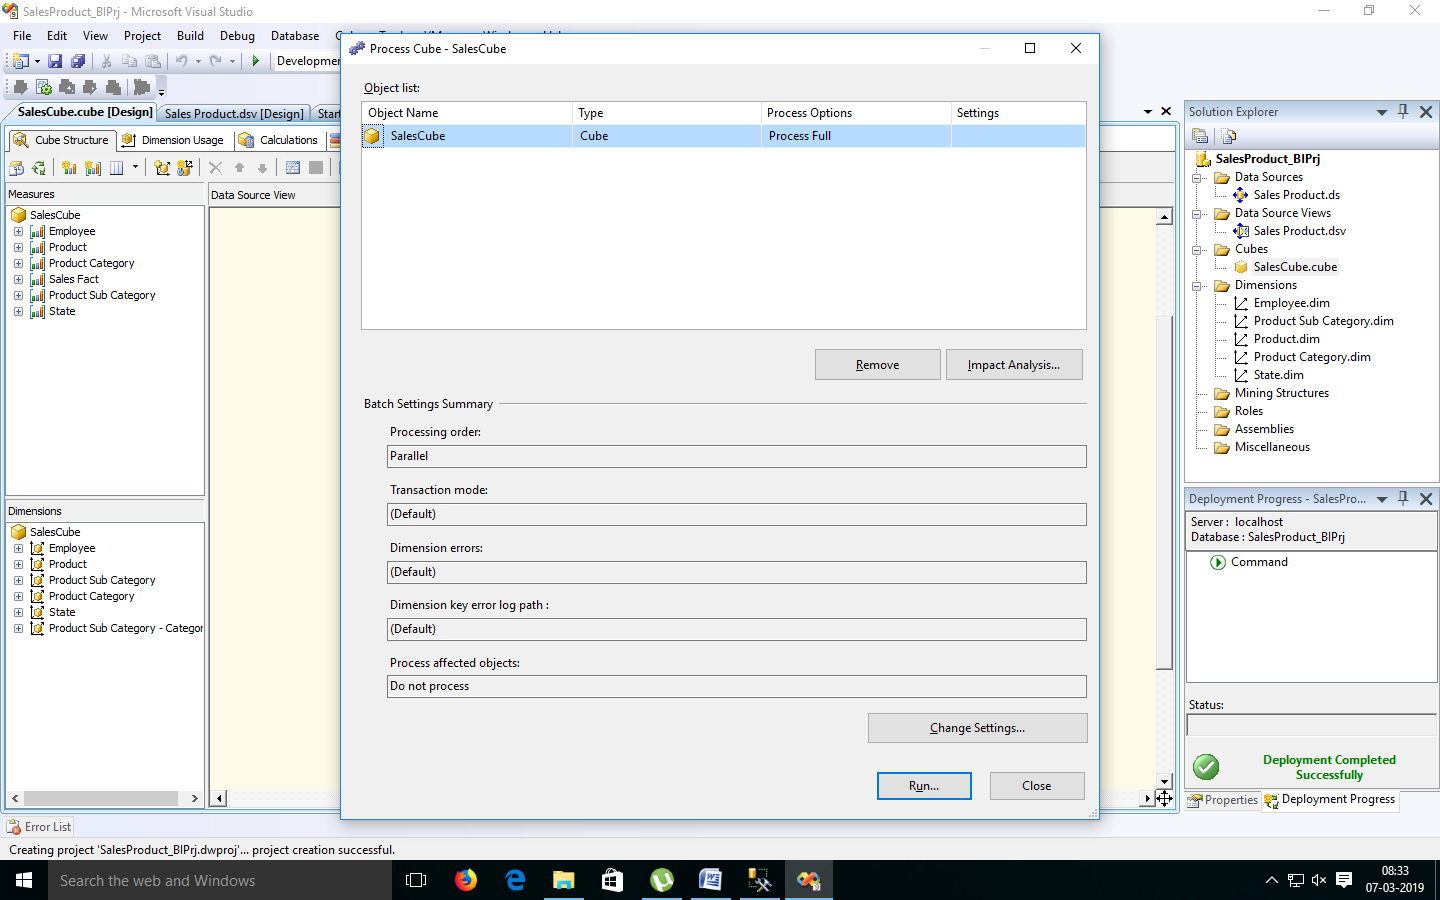 SalesProduct_BIPrj - Microsoft Visual Studio
File Edit View Project Build Debug Database
Developmer
SalesCube.cube [Design] Sales Product.dsv [Design] Start
Cube Structure Dimension Usage Calculations
Measures
SalesCube
Employee
Product
Product Category
Sales Fact
Product Sub Category
State
Dimensions
SalesCube
Employee
Product
Product Sub Category
Product Category
State
Product Sub Category - Categor
Data Source View
Process Cube - SalesCube
Object list:
Object Name Type Process Options Settings
SalesCube Cube Process Full
Remove Impact Analysis...
Batch Settings Summary
Processing order:
Parallel
Transaction mode:
(Default)
Dimension errors:
(Default)
Dimension key error log path :
(Default)
Process affected objects:
Do not process
Change Settings...
Run... Close
Solution Explorer
SalesProduct_BIPrj
Data Sources
Sales Product.ds
Data Source Views
Sales Product.dsv
Cubes
SalesCube.cube
Dimensions
Employee.dim
Product Sub Category.dim
Product.dim
Product Category.dim
State.dim
Mining Structures
Roles
Assemblies
Miscellaneous
Deployment Progress - SalesPro...
Server : localhost
Database : SalesProduct_BIPrj
Command
Status:
Deployment Completed
Successfully
Properties Deployment Progress
Error List
Creating project 'SalesProduct_BIPrj.dwproj'... project creation successful.
Search the web and Windows
08:33
07-03-2019